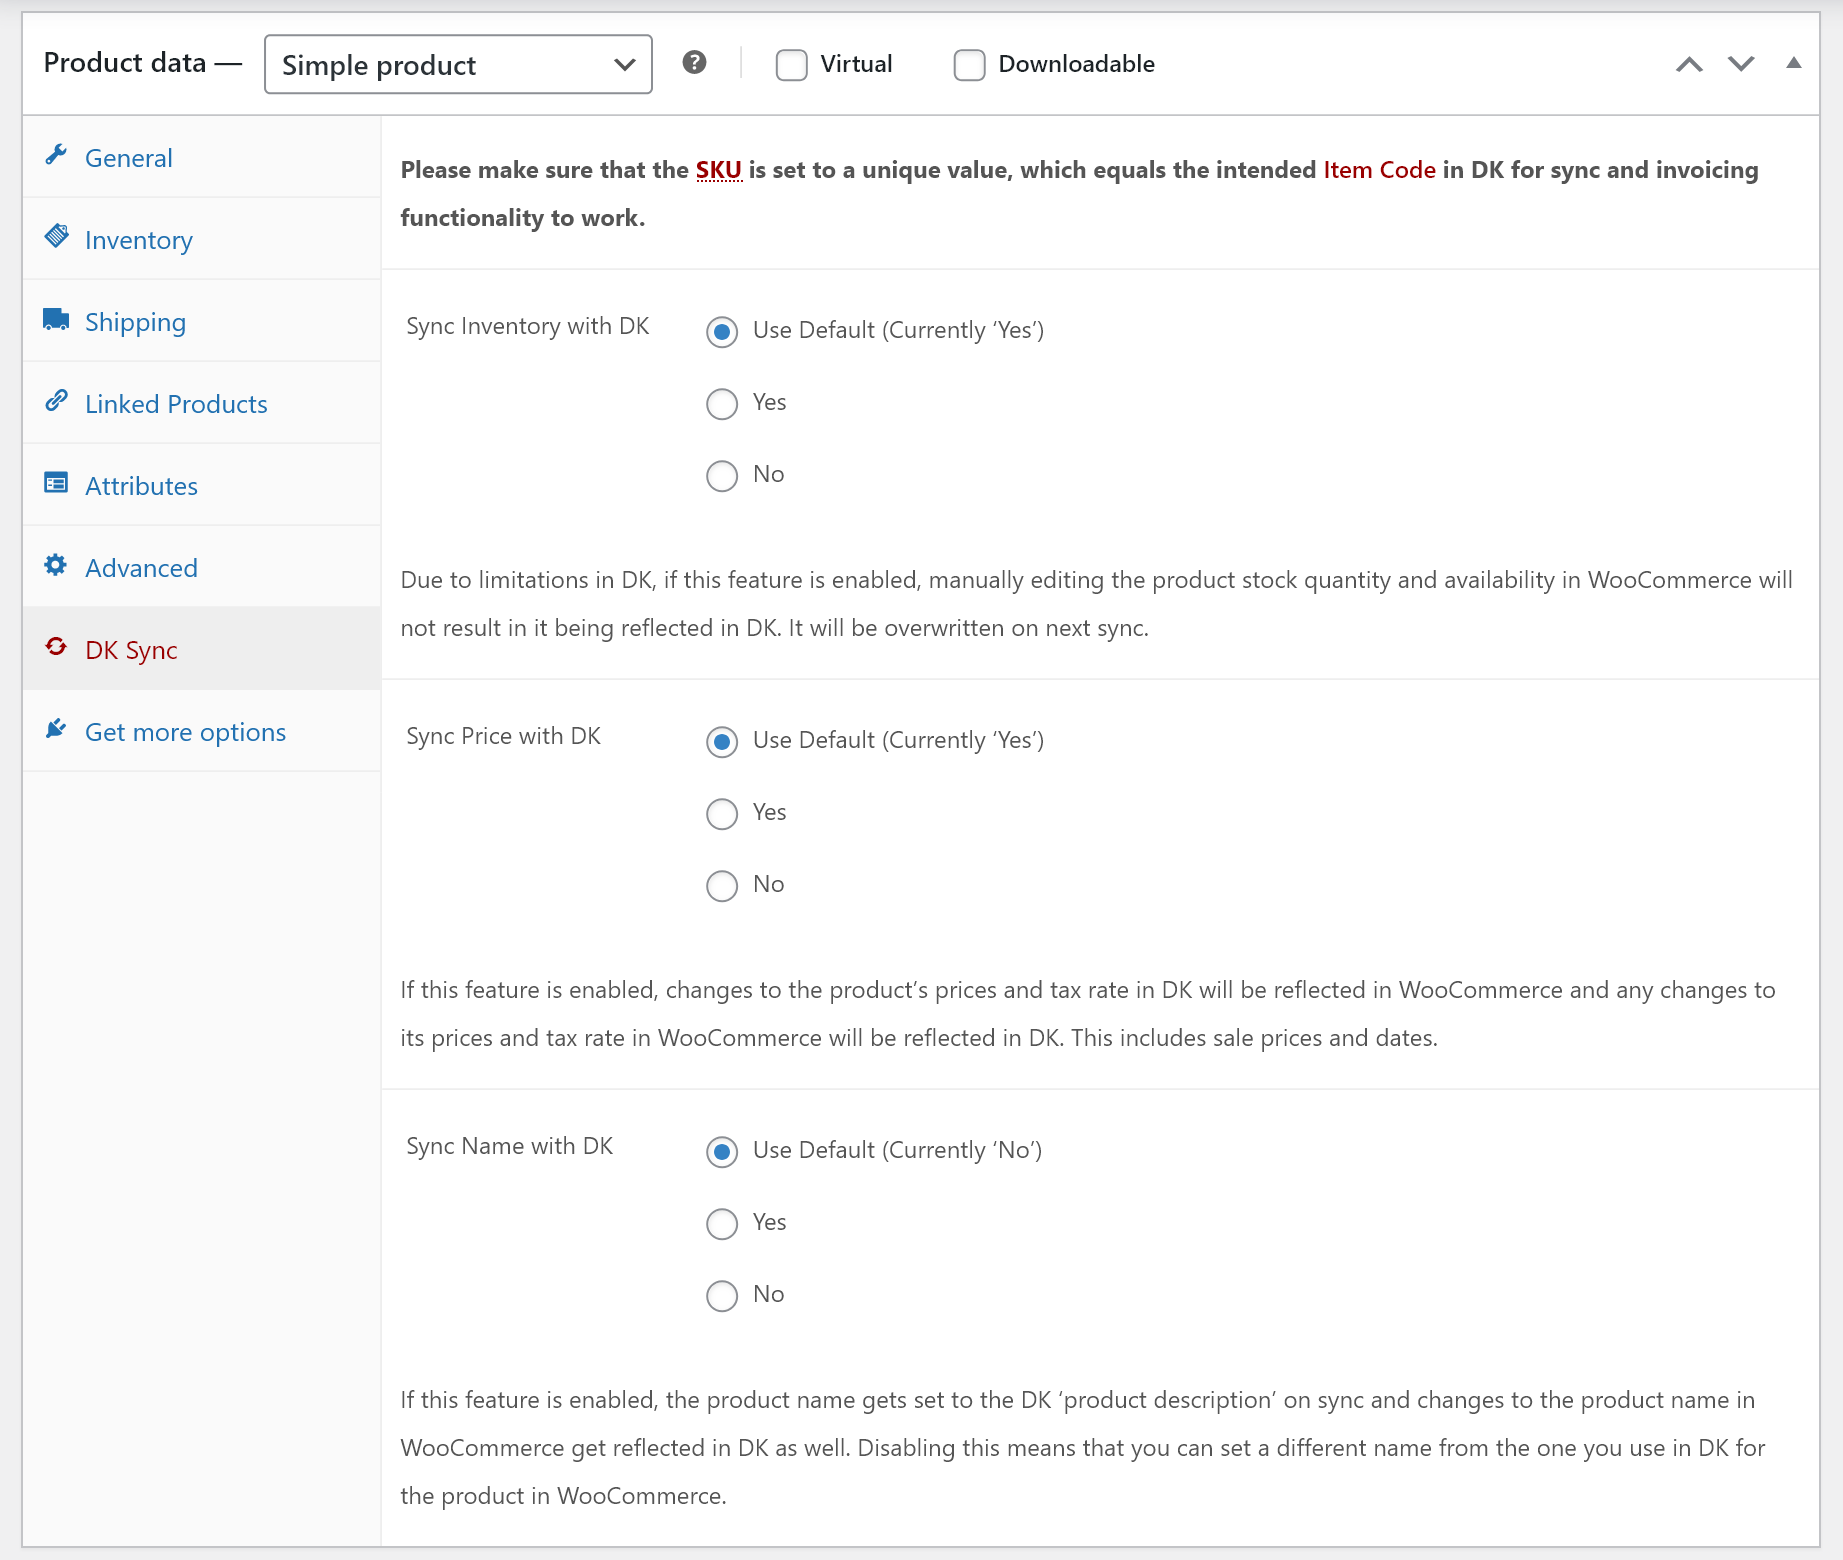 Product data —
Simple product
?
Virtual
Downloadable
General
Inventory
Shipping
Linked Products
Attributes
Advanced
DK Sync
Get more options
Please make sure that the SKU is set to a unique value, which equals the intended Item Code in DK for sync and invoicing
functionality to work.
Sync Inventory with DK
Use Default (Currently ‘Yes’)
Yes
No
Due to limitations in DK, if this feature is enabled, manually editing the product stock quantity and availability in WooCommerce will
not result in it being reflected in DK. It will be overwritten on next sync.
Sync Price with DK
Use Default (Currently ‘Yes’)
Yes
No
If this feature is enabled, changes to the product’s prices and tax rate in DK will be reflected in WooCommerce and any changes to
its prices and tax rate in WooCommerce will be reflected in DK. This includes sale prices and dates.
Sync Name with DK
Use Default (Currently ‘No’)
Yes
No
If this feature is enabled, the product name gets set to the DK ‘product description’ on sync and changes to the product name in
WooCommerce get reflected in DK as well. Disabling this means that you can set a different name from the one you use in DK for
the product in WooCommerce.